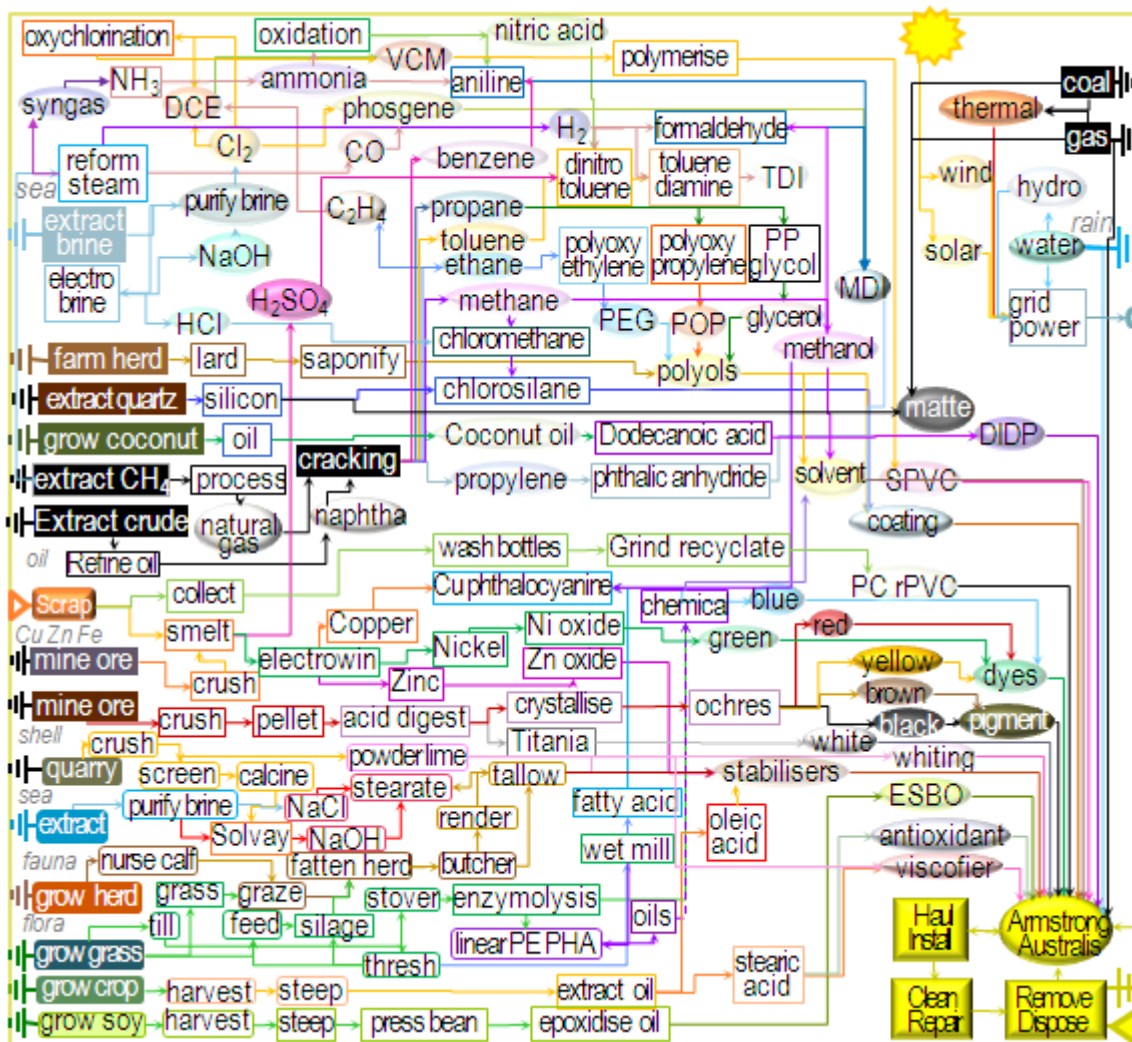 oxychlorination
oxidation
nitric acid
VCM
polymerise
NH3
ammonia
aniline
coal
syngas
DCE
phosgene
thermal
H2
formaldehyde
gas
Cl2
CO
benzene
reform
steam
dinitro
toluene
toluene
diamine
TDI
wind
hydro
sea
purify brine
C2H4
propane
extract
brine
toluene
polyoxy
ethylene
polyoxy
propylene
PP
glycol
rain
water
solar
NaOH
ethane
electro
brine
H2SO4
methane
MDI
grid
power
HCl
PEG
POP
glycerol
chloromethane
methanol
farm herd
lard
saponify
polyols
extract quartz
silicon
chlorosilane
matte
grow coconut
oil
Coconut oil
Dodecanoic acid
DIDP
cracking
extract CH4
process
propylene
phthalic anhydride
solvent
SPVC
Extract crude
natural
gas
naphtha
coating
oil
Refine oil
wash bottles
Grind recyclate
Scrap
collect
Cu phthalocyanine
PC rPVC
chemical
blue
Cu Zn Fe
smelt
Copper
Ni oxide
green
red
mine ore
electrowin
Nickel
Zn oxide
yellow
crush
Zinc
dyes
mine ore
brown
crush
pellet
acid digest
crystallise
ochres
black
pigment
shell
crush
powder lime
Titania
white
whiting
quarry
screen
calcine
stearate
tallow
stabilisers
sea
purify brine
NaCl
fatty acid
ESBO
extract
Solvay
NaOH
render
oleic
acid
antioxidant
fauna
nurse calf
fatten herd
butcher
wet mill
viscofier
grow herd
grass
graze
stover
enzymolysis
oils
Haul
Install
Armstrong
Australis
flora
till
feed
silage
linear PE PHA
grow grass
thresh
stearic
acid
grow crop
harvest
steep
extract oil
Clean
Repair
Remove
Dispose
grow soy
harvest
steep
press bean
epoxidise oil